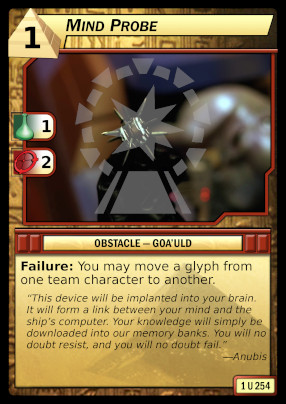 1
MIND PROBE
1
2
OBSTACLE — GOA'ULD
Failure: You may move a glyph from
one team character to another.
“This device will be implanted into your brain.
It will form a link between your mind and the
ship's computer. Your knowledge will simply be
downloaded into our memory banks. You will no
doubt resist, and you will no doubt fail.”
—Anubis
1 U 254